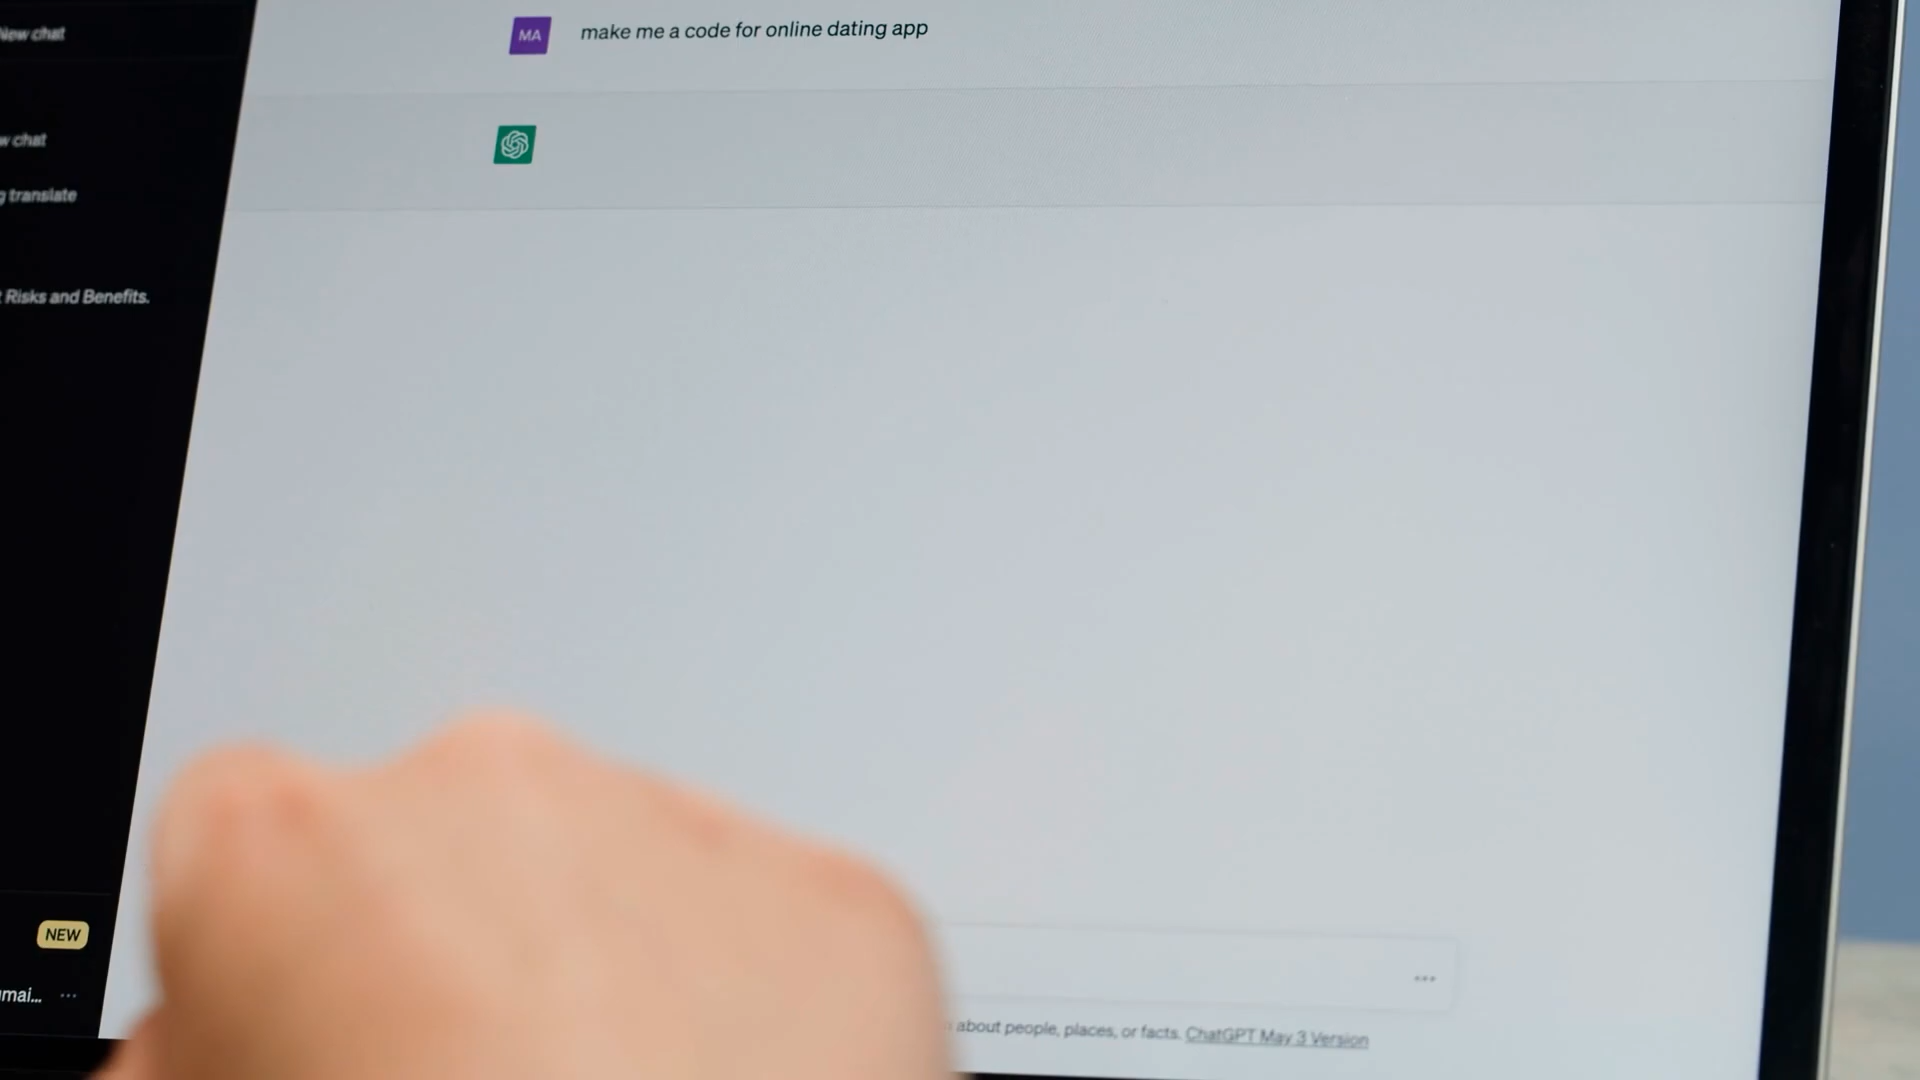 New chat
MA
make me a code for online dating app
chat
translate
Risks and Benefits.
NEW
about people, places, or facts. ChatGPT May 3 Version